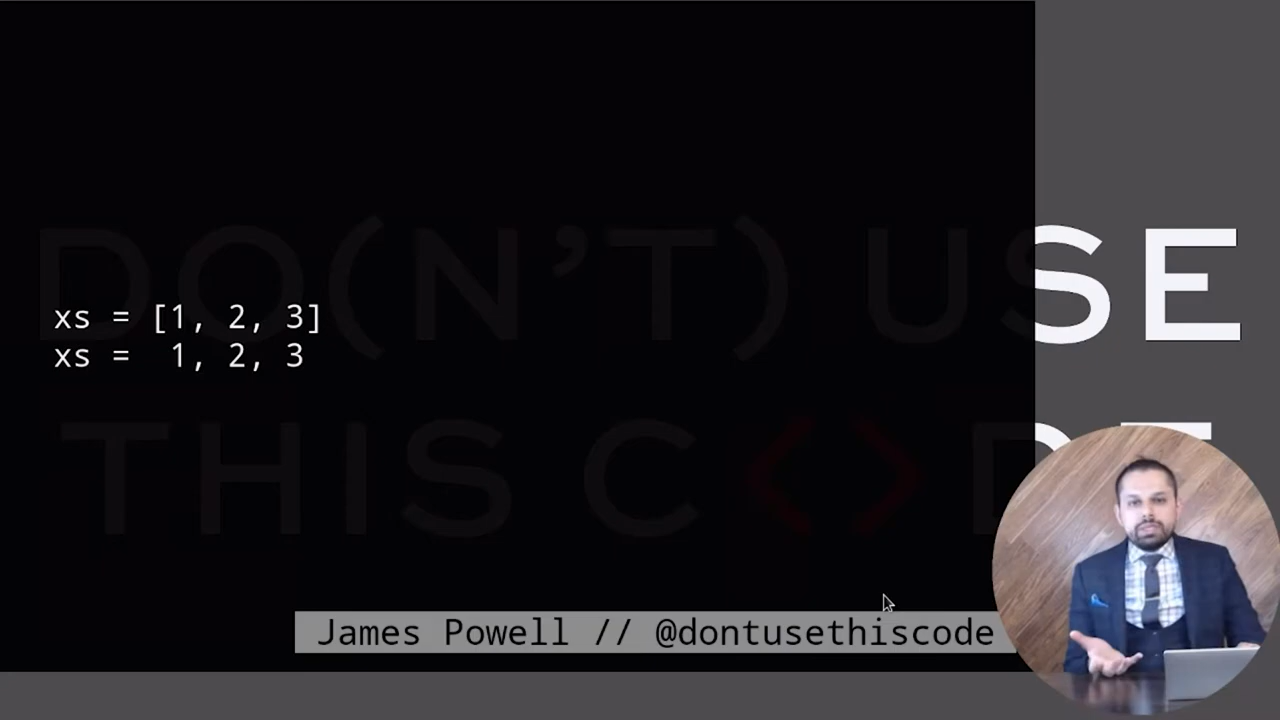 DO(N’T) USE
xs = [1, 2, 3]
xs =  1, 2, 3
THIS C<>DE
James Powell // @dontusethiscode